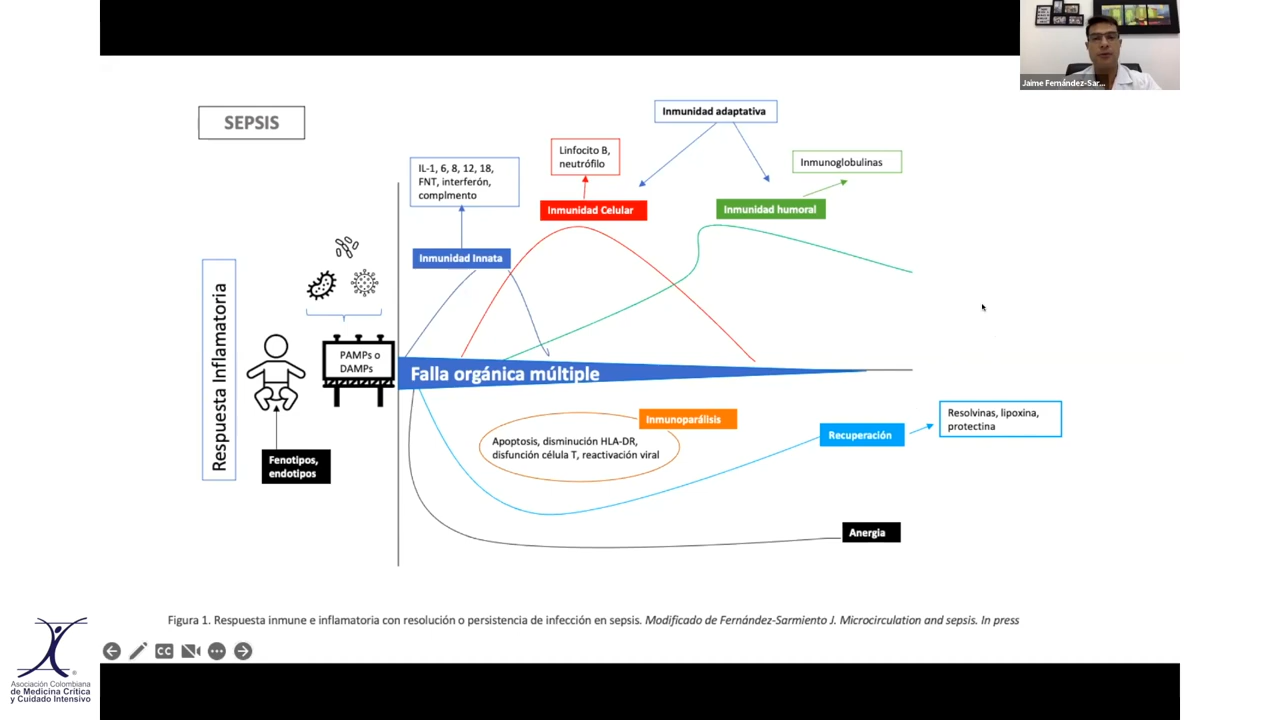 Jaime Fernández-Sar...
SEPSIS
Inmunidad adaptativa
Linfocito B,
neutrófilo
Inmunoglobulinas
IL-1, 6, 8, 12, 18,
FNT, interferón,
complmento
Inmunidad Celular
Inmunidad humoral
Inmunidad Innata
Respuesta Inflamatoria
PAMPs o
DAMPs
Falla orgánica múltiple
Inmunoparálisis
Resolvinas, lipoxina,
protectina
Recuperación
Apoptosis, disminución HLA-DR,
disfunción célula T, reactivación viral
Fenotipos,
endotipos
Anergia
Figura 1. Respuesta inmune e inflamatoria con resolución o persistencia de infección en sepsis. Modificado de Fernández-Sarmiento J. Microcirculation and sepsis. In press
CC
Asociación Colombiana
de Medicina Crítica
y Cuidado Intensivo